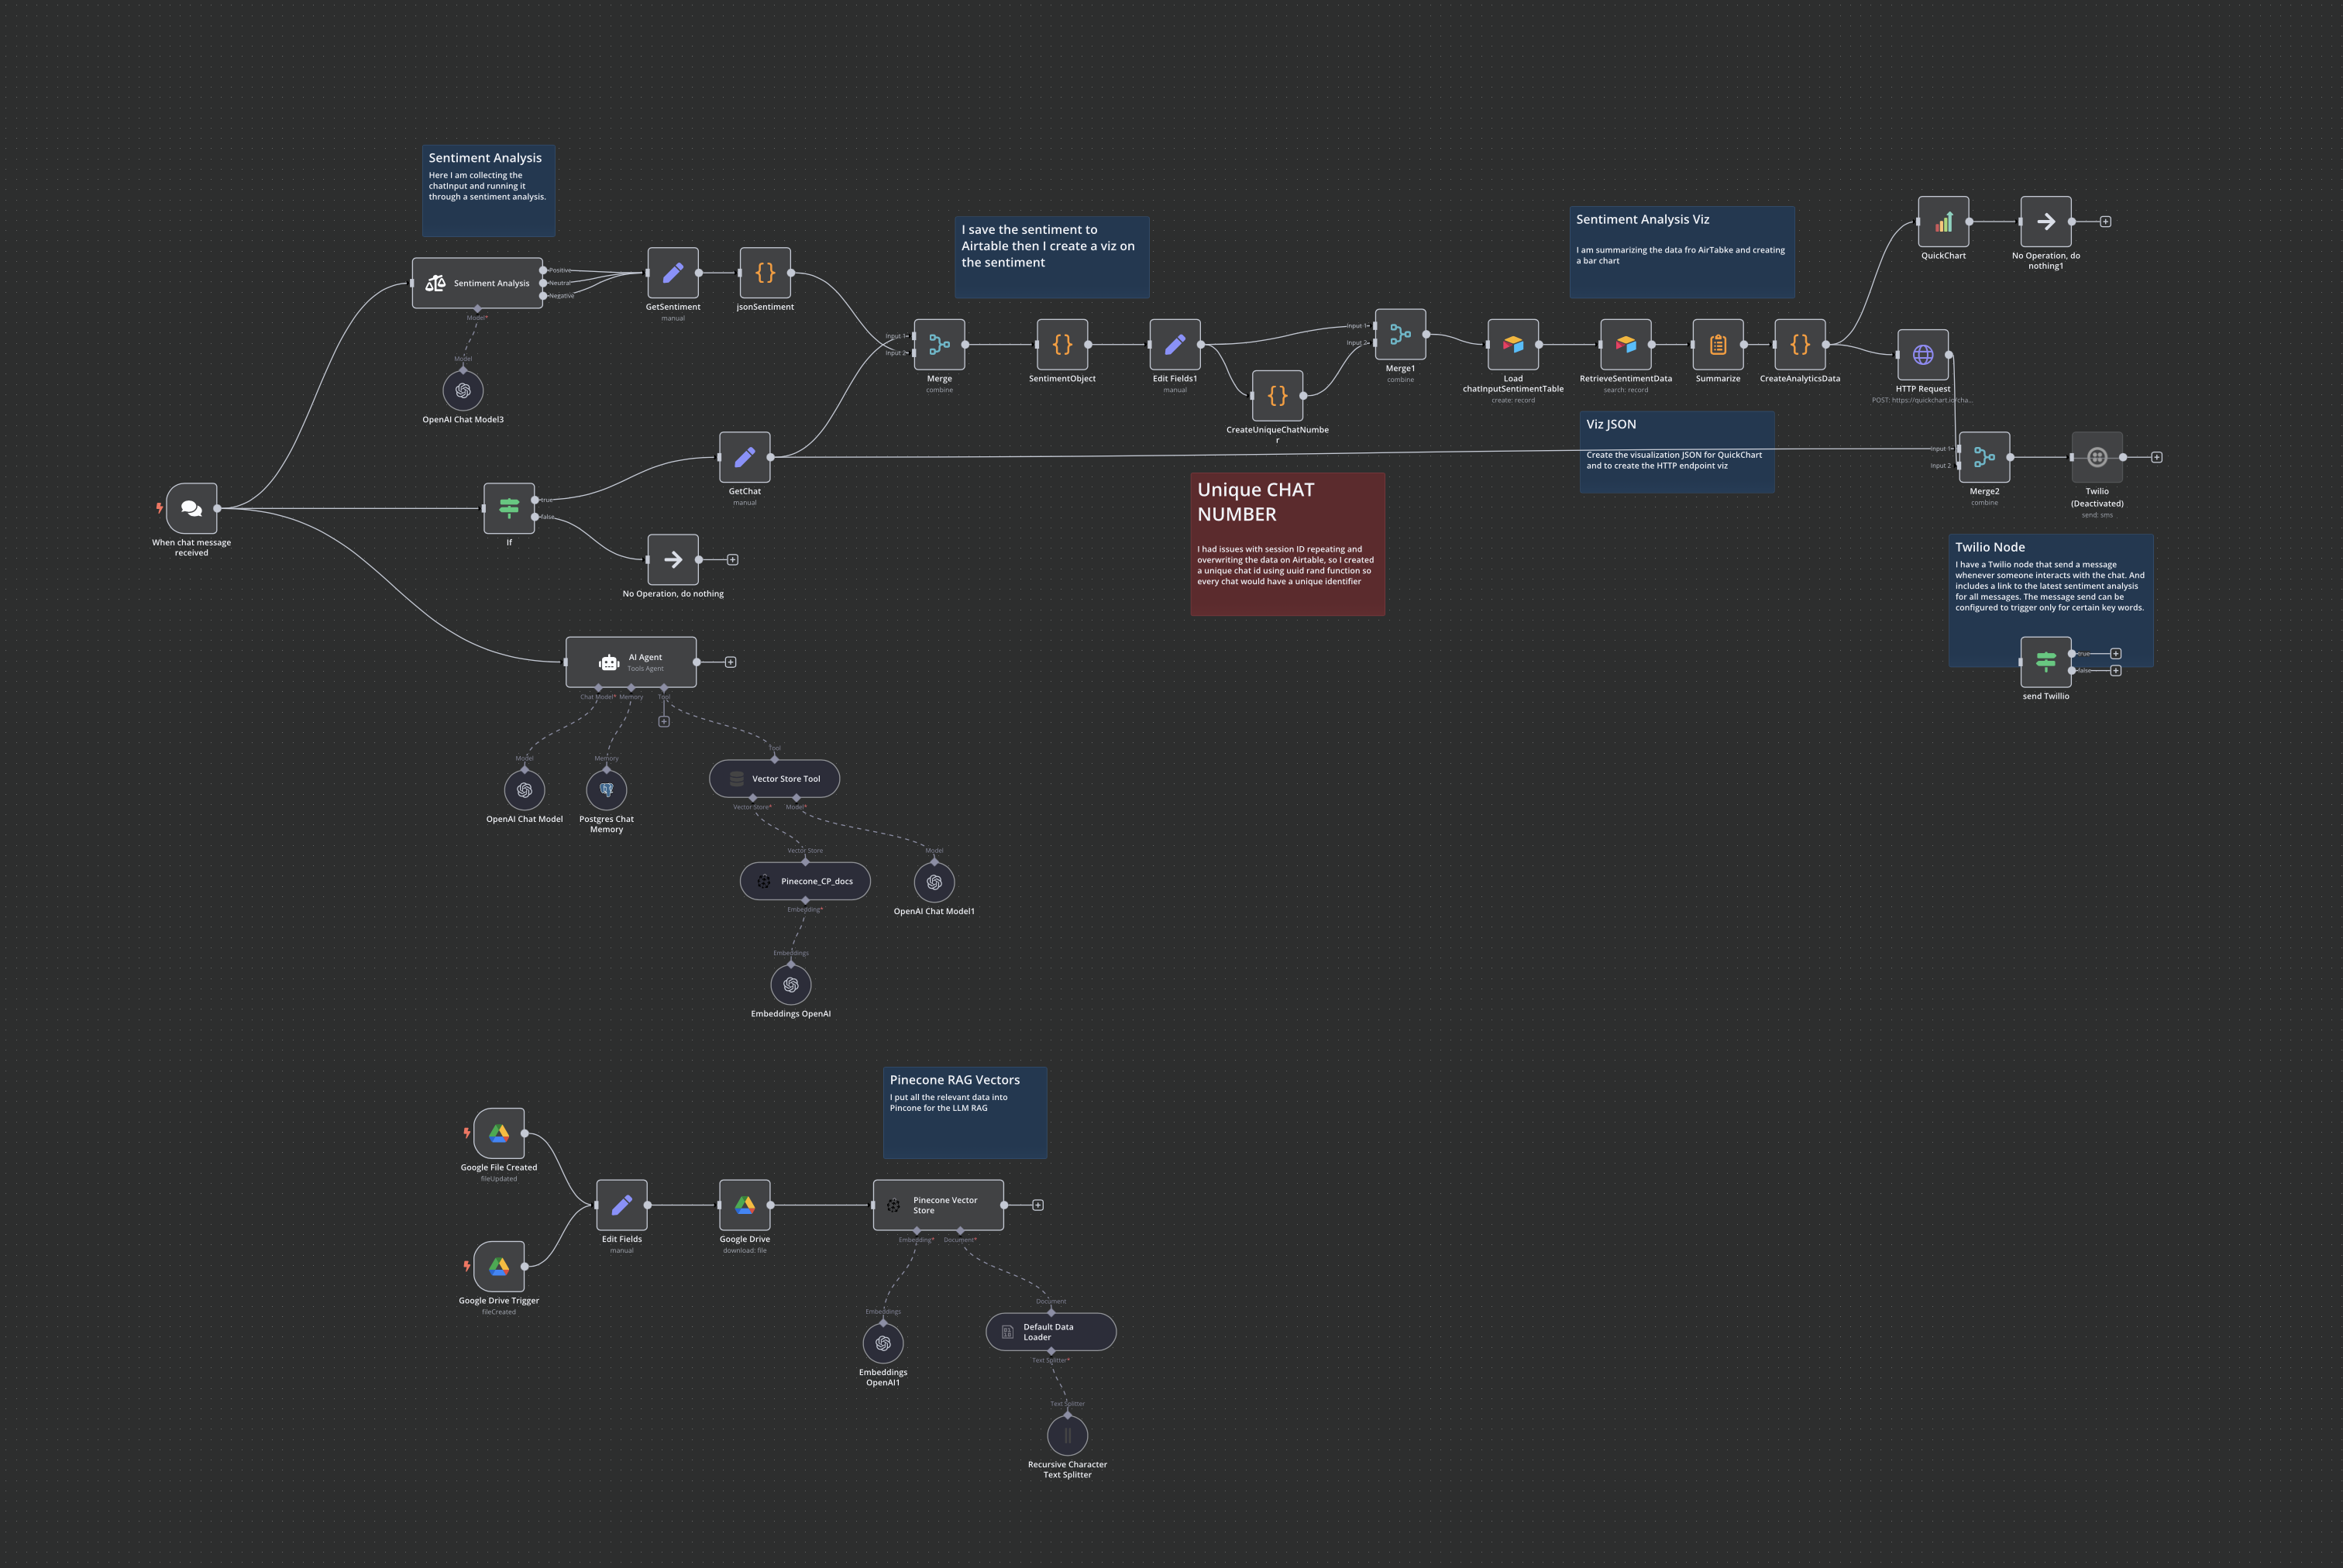 Sentiment Analysis
Here I am collecting the
chatInput and running it
through a sentiment analysis.
Sentiment Analysis
Positive
Neutral
Negative
Model*
Model
OpenAI Chat Model3
GetSentiment
manual
jsonSentiment
I save the sentiment to
Airtable then I create a viz on
the sentiment
Input 1
Input 2
Merge
combine
SentimentObject
Edit Fields1
manual
CreateUniqueChatNumbe
r
Input 1
Input 2
Merge1
combine
Load
chatInputSentimentTable
create: record
Sentiment Analysis Viz
I am summarizing the data fro AirTabke and creating
a bar chart
RetrieveSentimentData
search: record
Summarize
CreateAnalyticsData
QuickChart
No Operation, do
nothing1
HTTP Request
POST: https://quickchart.io/cha...
Viz JSON
Create the visualization JSON for QuickChart
and to create the HTTP endpoint viz
Input 1
Input 2
Merge2
combine
Twilio
(Deactivated)
send: sms
Twilio Node
I have a Twilio node that send a message
whenever someone interacts with the chat. And
includes a link to the latest sentiment analysis
for all messages. The message send can be
configured to trigger only for certain key words.
true
false
send Twillio
Unique CHAT
NUMBER
I had issues with session ID repeating and
overwriting the data on Airtable, so I created
a unique chat id using uuid rand function so
every chat would have a unique identifier
When chat message
received
true
false
If
GetChat
manual
No Operation, do nothing
AI Agent
Tools Agent
Chat Model*
Memory
Tool
Model
OpenAI Chat Model
Memory
Postgres Chat
Memory
Tool
Vector Store Tool
Vector Store*
Model*
Vector Store
Pinecone_CP_docs
Embedding*
Model
OpenAI Chat Model1
Embeddings
Embeddings OpenAI
Pinecone RAG Vectors
I put all the relevant data into
Pincone for the LLM RAG
Google File Created
fileUpdated
Google Drive Trigger
fileCreated
Edit Fields
manual
Google Drive
download: file
Pinecone Vector
Store
Embedding*
Document*
Embeddings
Embeddings
OpenAI1
Document
Default Data
Loader
Text Splitter*
Text Splitter
Recursive Character
Text Splitter